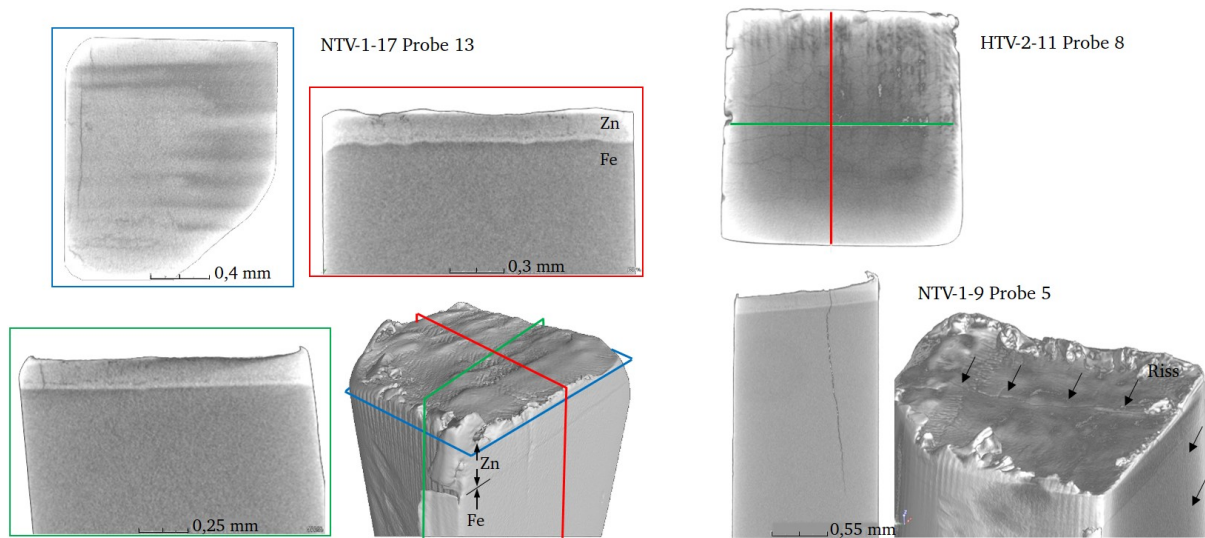 NTV-1-17 Probe 13
Zn
Fe
0,4 mm
0,3 mm
HTV-2-11 Probe 8
0,25 mm
Zn
Fe
NTV-1-9 Probe 5
Riss
0,55 mm